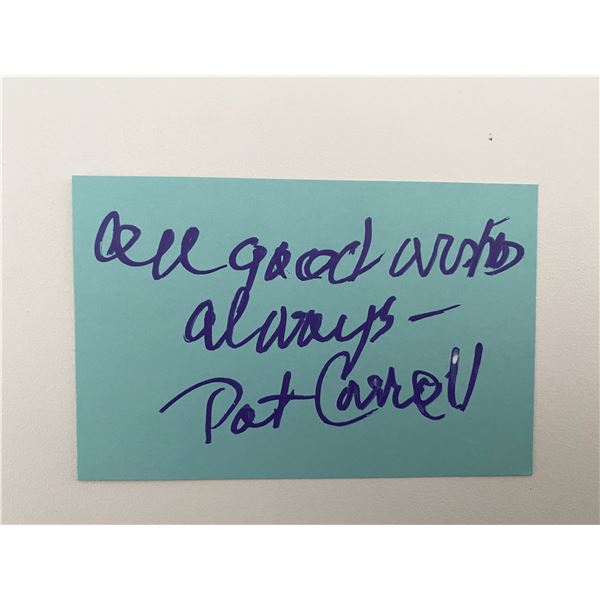 All good wishes
always -
Pat Carroll